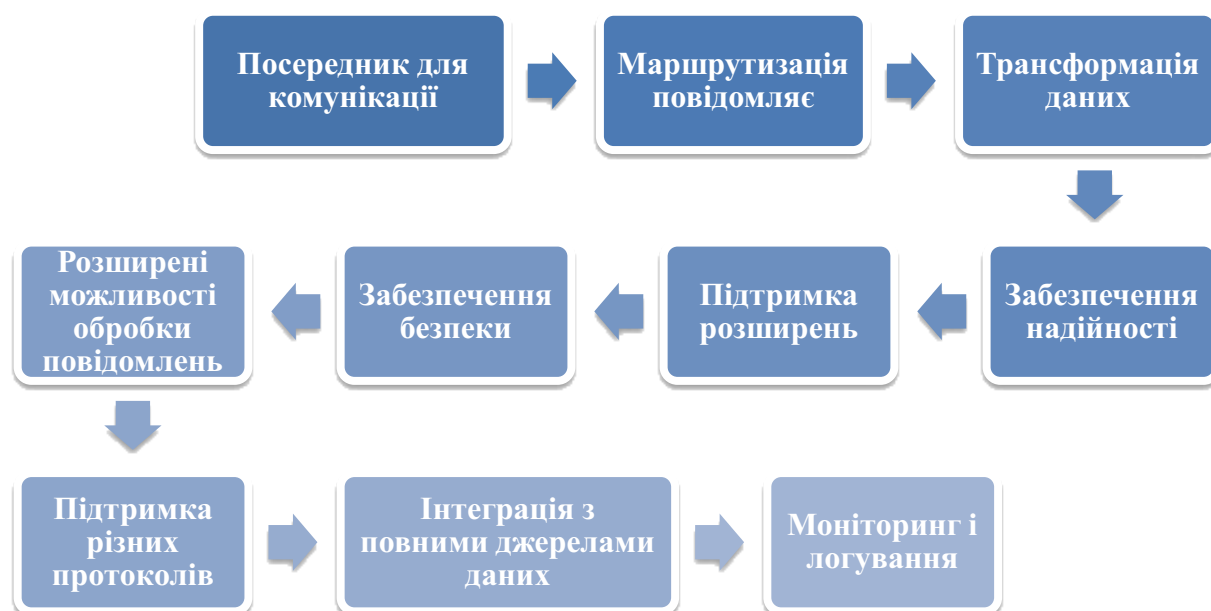 Посередник для
комунікації
Маршрутизація
повідомляє
Трансформація
даних
Забезпечення
надійності
Підтримка
розширень
Забезпечення
безпеки
Розширені
можливості
обробки
повідомлень
Підтримка
різних
протоколів
Інтеграція з
повними джерелами
даних
Моніторинг і
логування